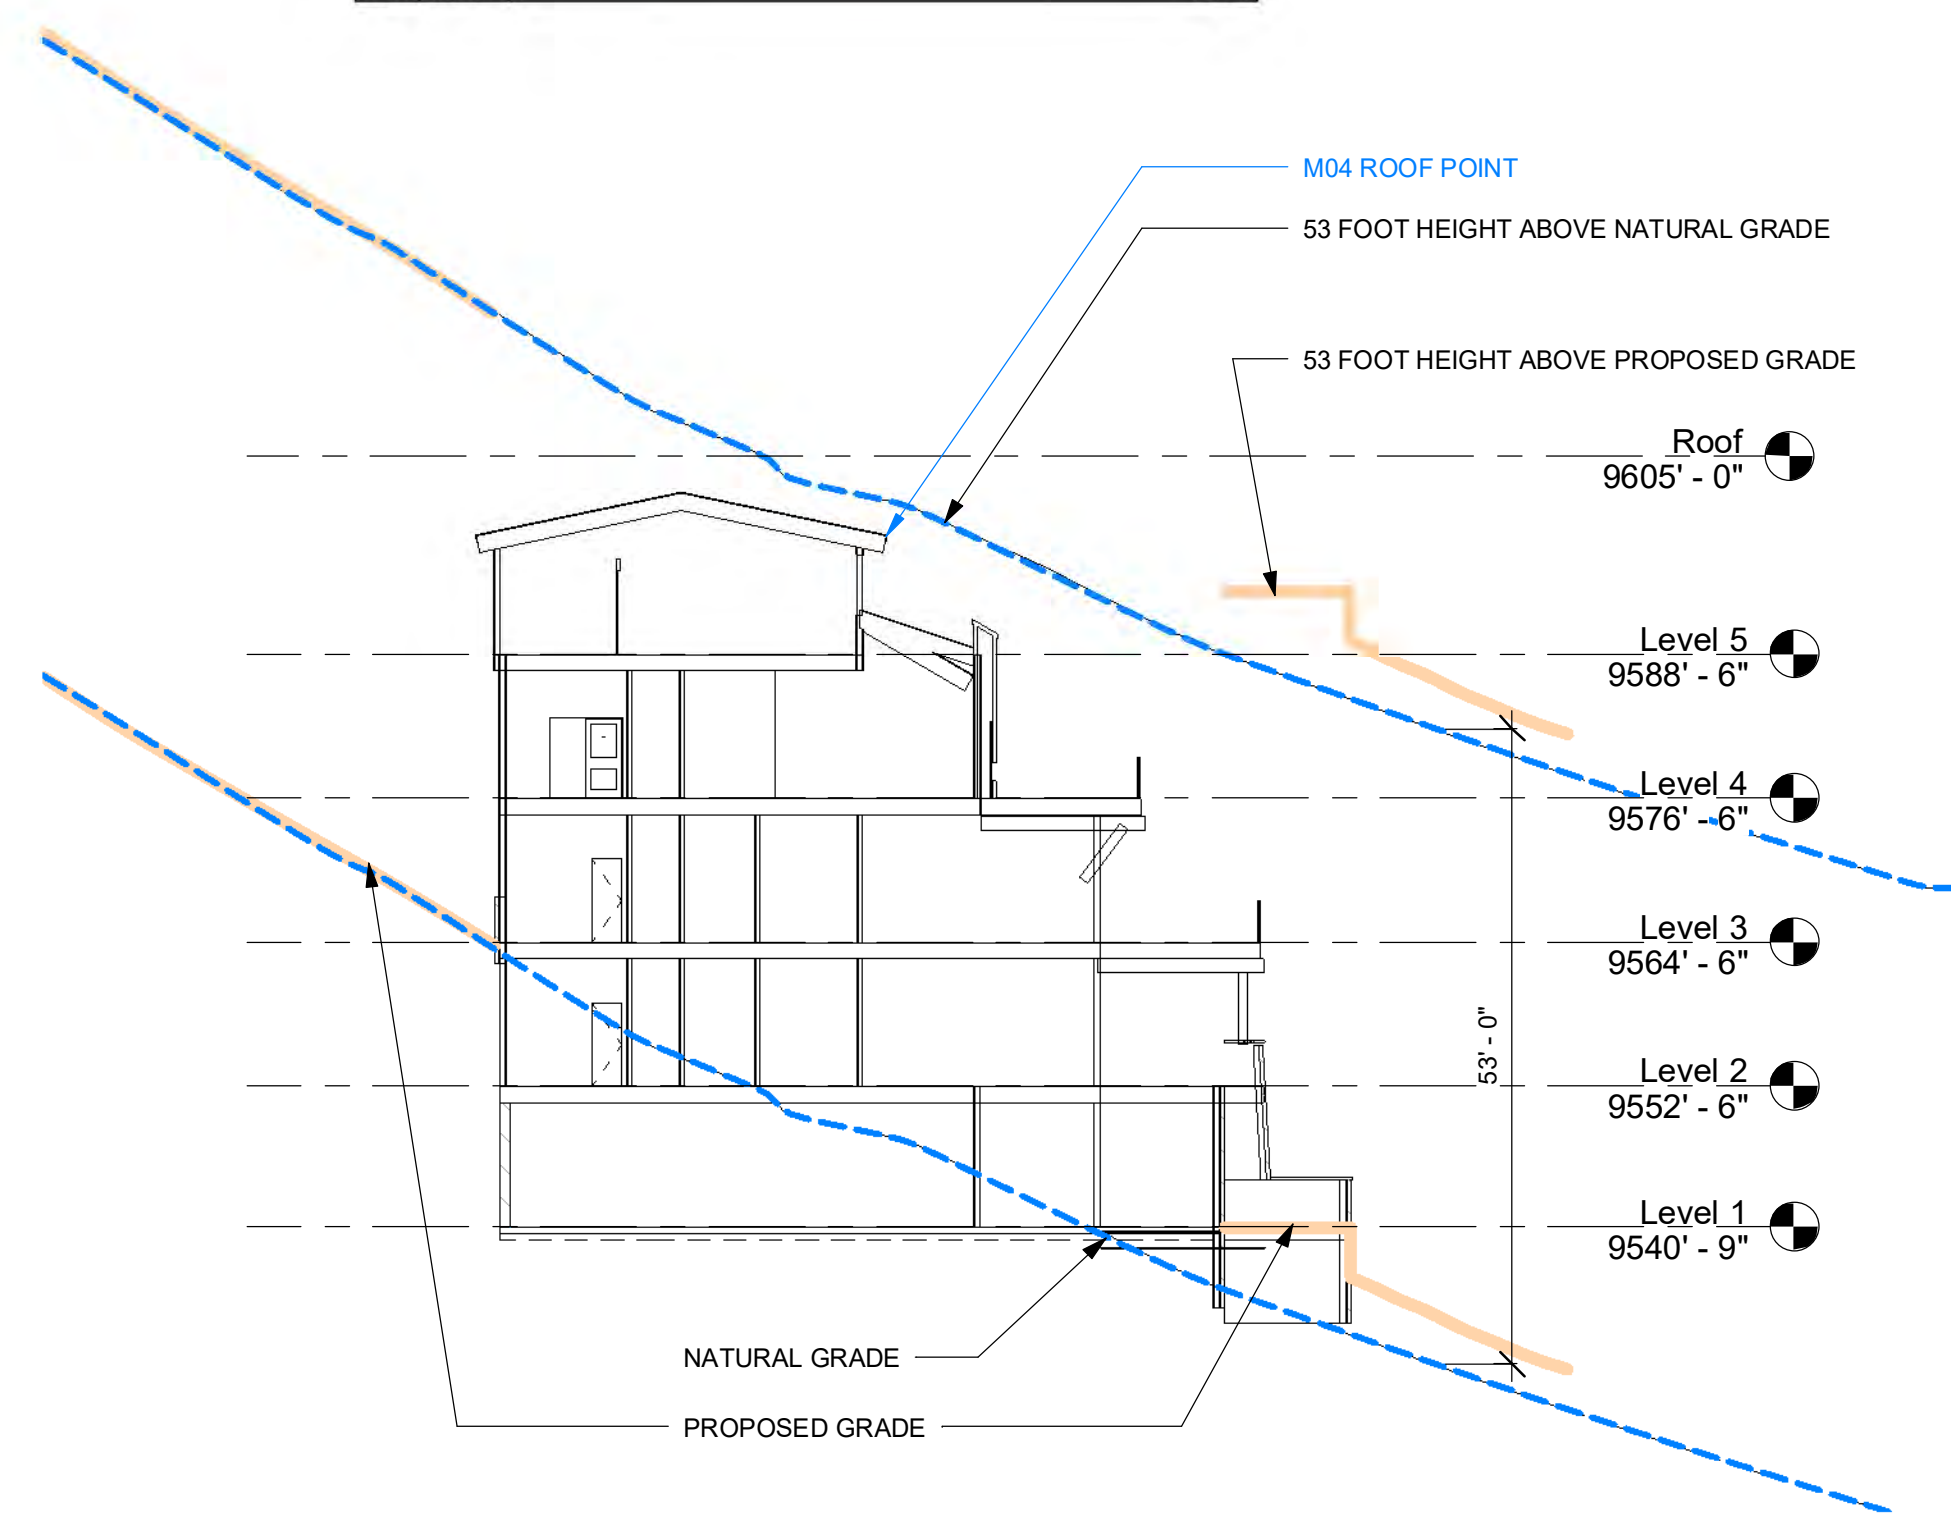 M04 ROOF POINT
53 FOOT HEIGHT ABOVE NATURAL GRADE
53 FOOT HEIGHT ABOVE PROPOSED GRADE
Roof
9605' - 0"
Level 5
9588' - 6"
Level 4
9576' - 6"
Level 3
9564' - 6"
53' - 0"
Level 2
9552' - 6"
Level 1
9540' - 9"
NATURAL GRADE
PROPOSED GRADE